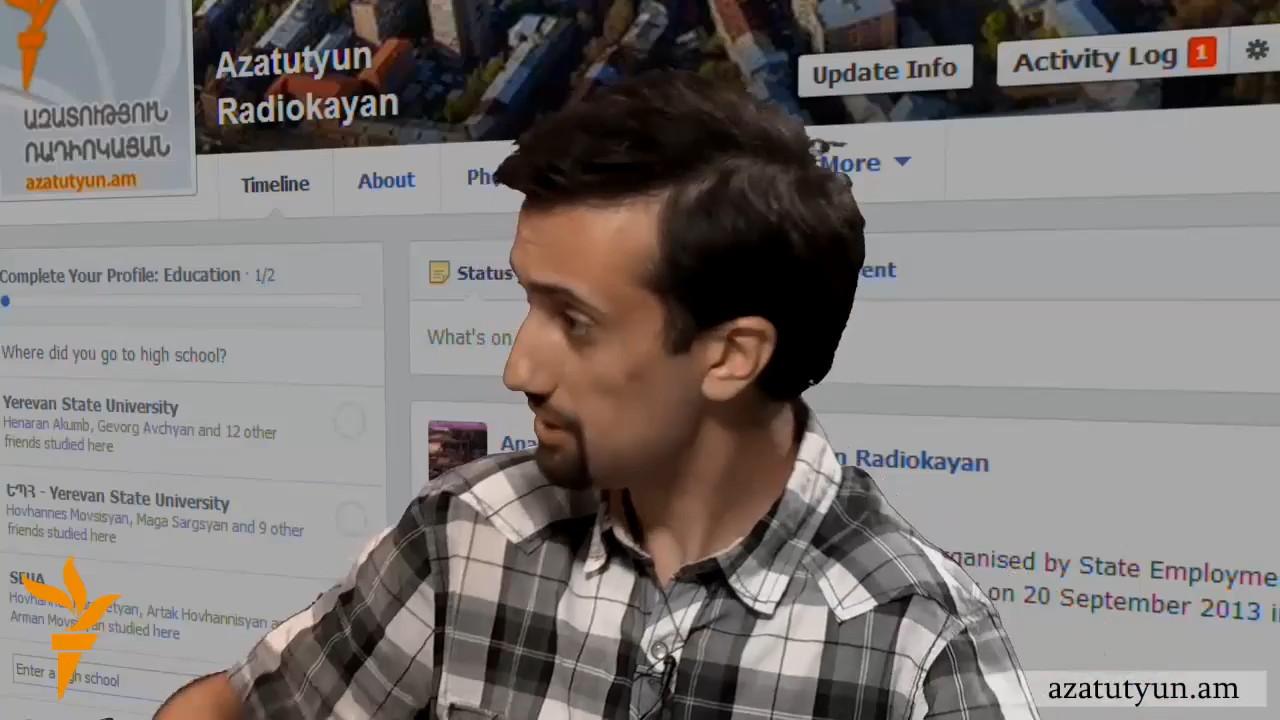 Azatutyun
Radiokayan
Update Info
Activity Log 1
ԱԶԱՏՈՒԹՅՈՒՆ
ՌԱԴԻՈԿԱՅԱՆ
azatutyun.am
Timeline
About
More
Complete Your Profile: Education · 1/2
Status
ent
Where did you go to high school?
What's on
Yerevan State University
Henaran Akumb, Gevorg Avchyan and 12 other
friends studied here
Radiokayan
ԵՊՀ - Yerevan State University
Hovhannes Movsisyan, Maga Sargsyan and 9 other
friends studied here
ganised by State Employme
on 20 September 2013 i
Artak Hovhannisyan a
Arman
studied here
Enter a
school
azatutyun.am